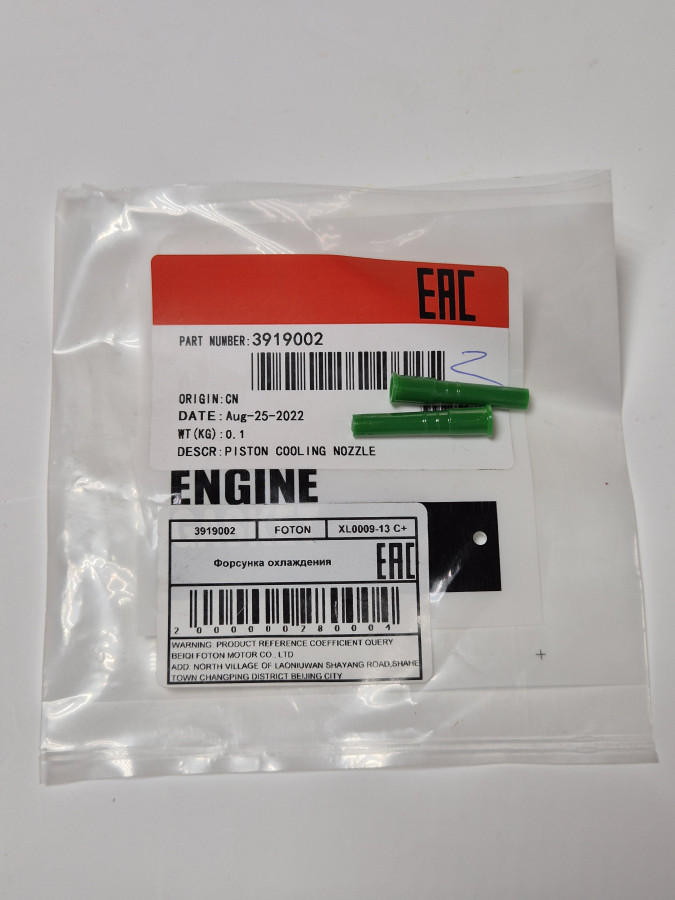 EAC
PART NUMBER:3919002
2
ORIGIN:CN
DATE:Aug-25-2022
WT(KG):0.1
DESCR:PISTON COOLING NOZZLE
ENGINE
3919002 FOTON XL0009-13 C+
Форсунка охлаждения
EAC
2000000280004
WARNING: PRODUCT REFERENCE COEFFICIENT QUERY
BEIQI FOTON MOTOR CO., LTD
ADD: NORTH VILLAGE OF LAONIUWAN SHAYANG ROAD,SHAHE
TOWN CHANGPING DISTRICT BEIJING CITY